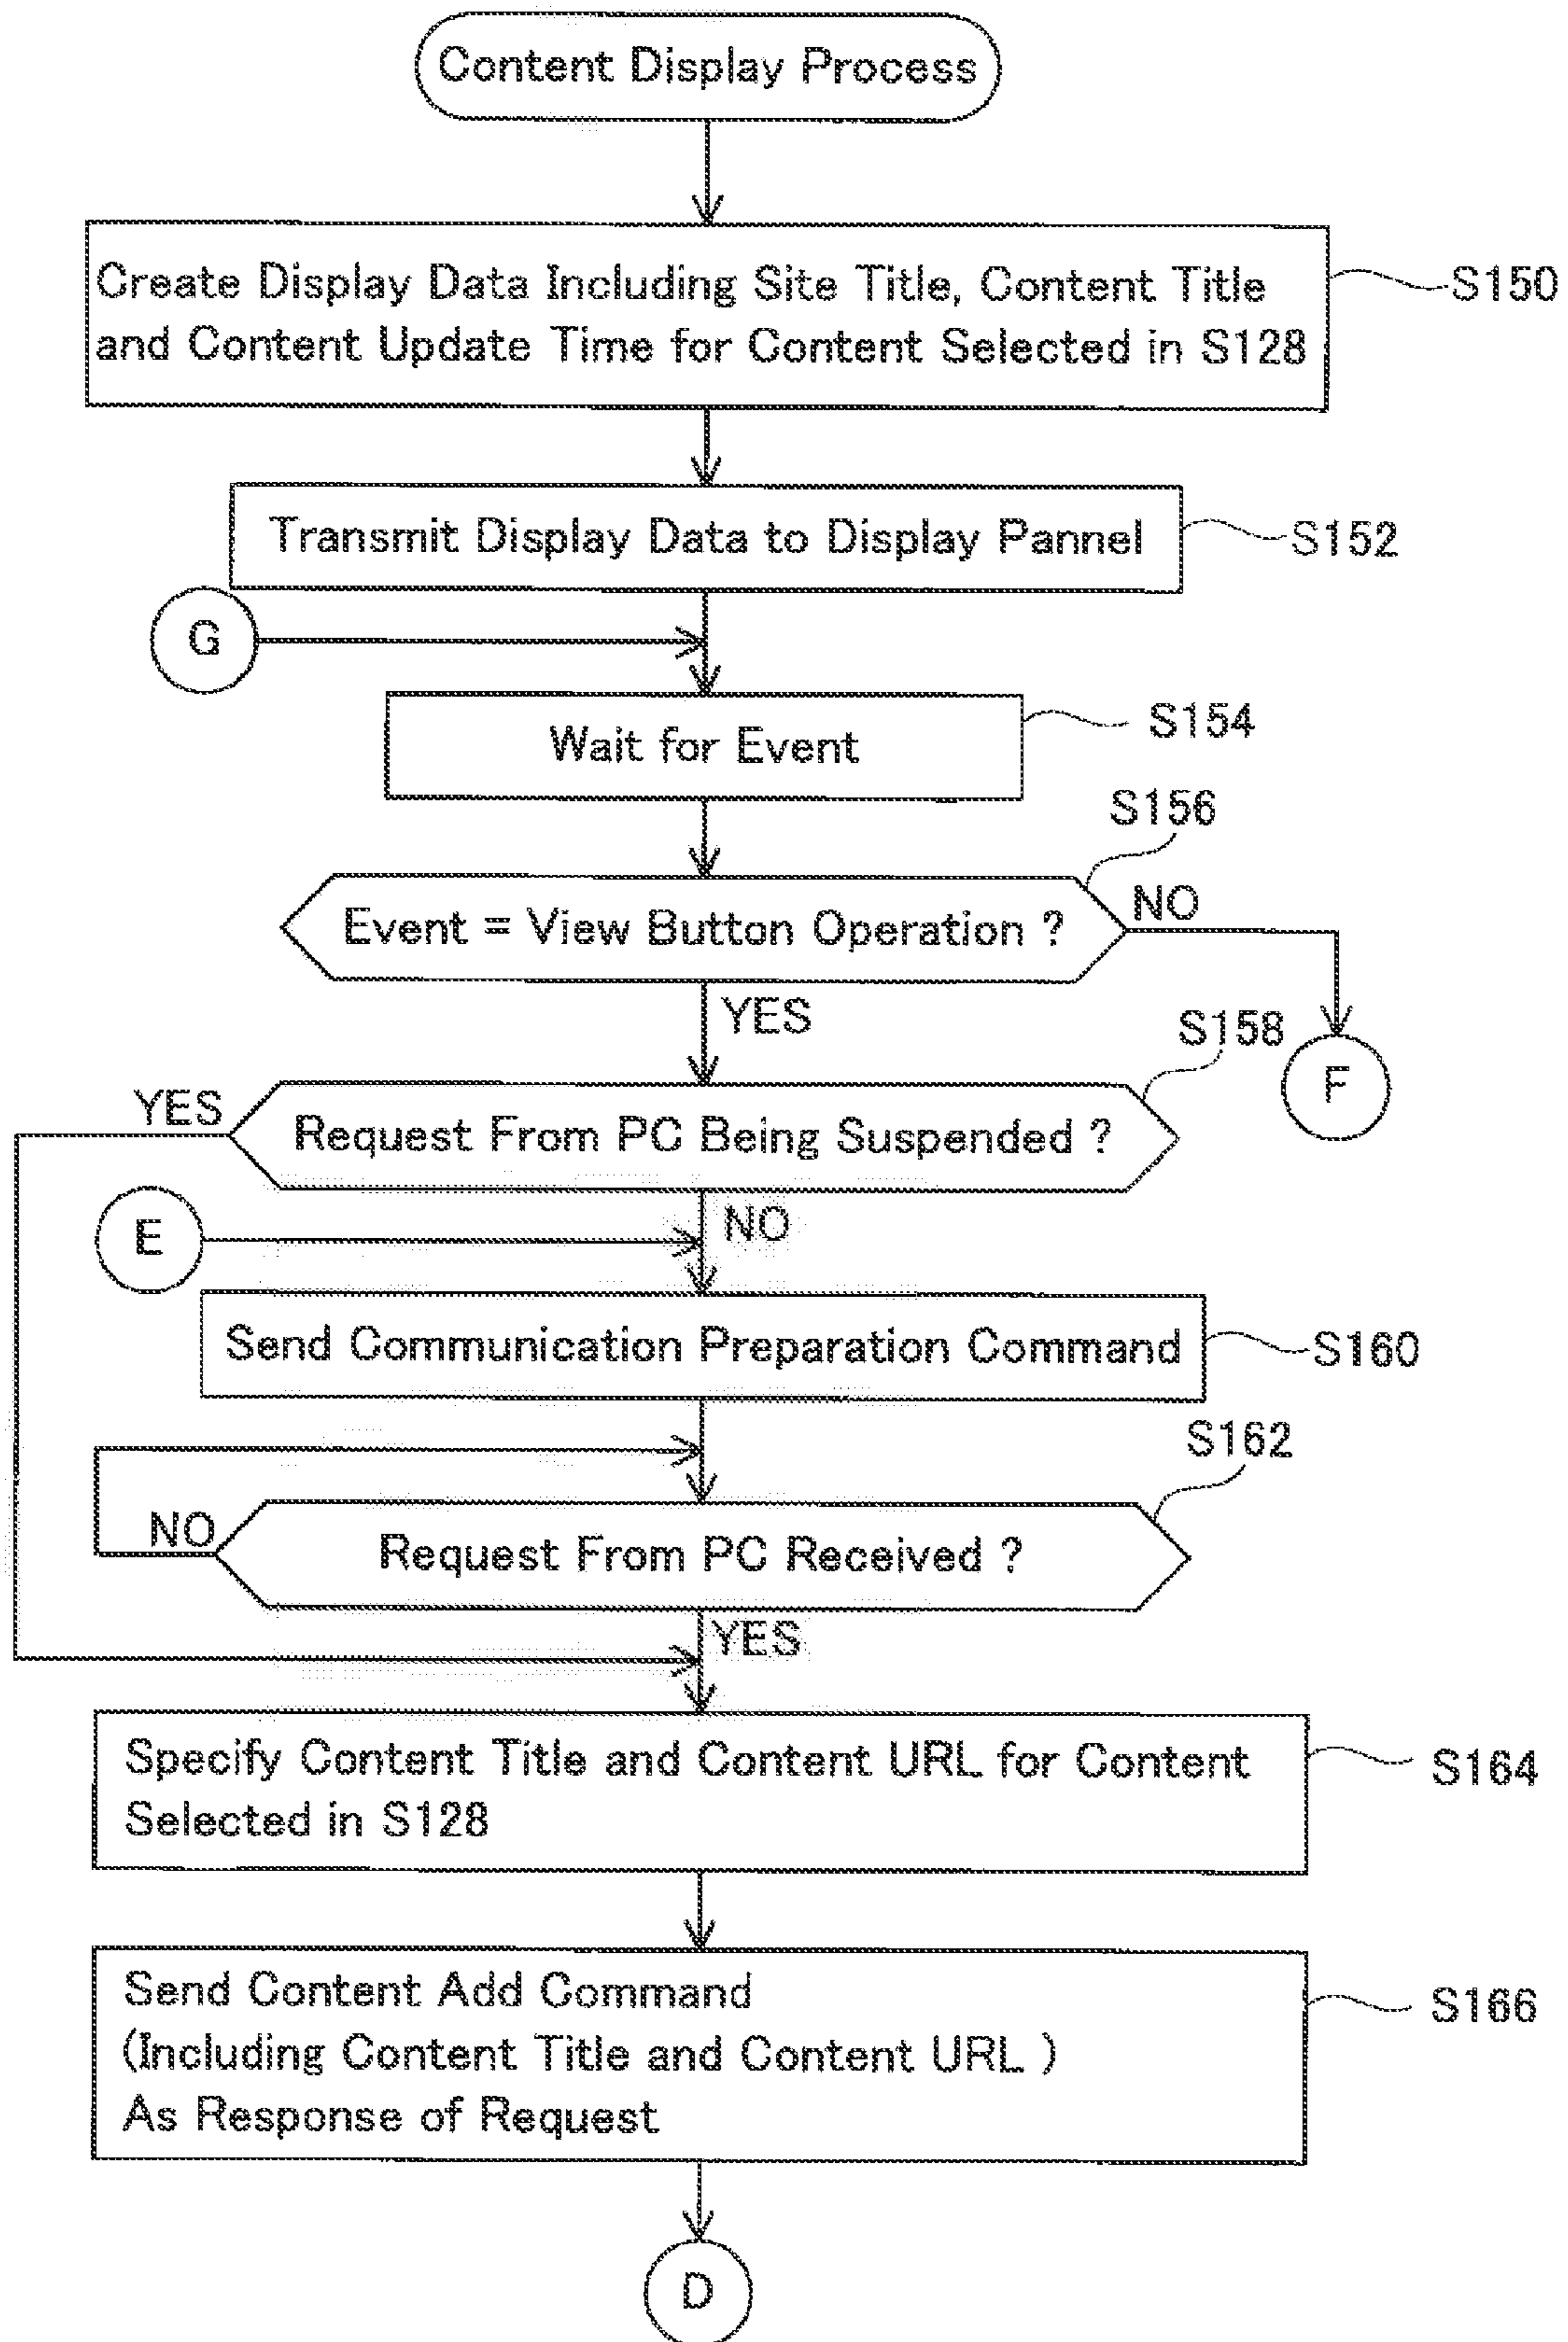 Content Display Process
Create Display Data Including Site Title, Content Title
and Content Update Time for Content Selected in S128
S150
Transmit Display Data to Display Pannel
S152
G
Wait for Event
S154
S156
Event = View Button Operation ?
NO
YES
F
S158
YES
Request From PC Being Suspended ?
NO
E
Send Communication Preparation Command
S160
S162
NO
Request From PC Received ?
YES
Specify Content Title and Content URL for Content
Selected in S128
S164
Send Content Add Command
(Including Content Title and Content URL )
As Response of Request
S166
D